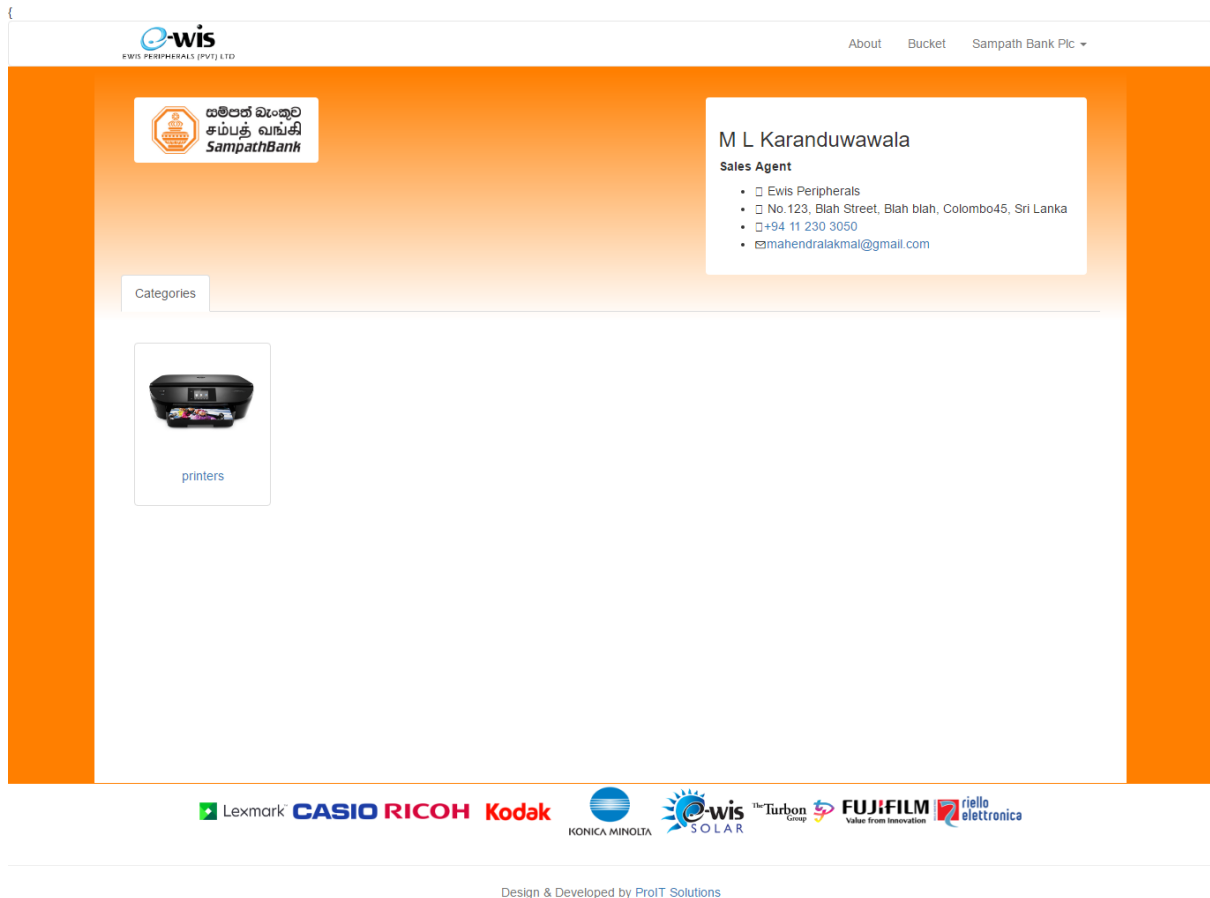 {
e-wis
EWIS PERIPHERALS (PVT) LTD
About Bucket Sampath Bank Plc
සම්පත් බැංකුව
சம்பத் வங்கி
SampathBank
M L Karanduwawala
Sales Agent
Ewis Peripherals
No.123, Blah Street, Blah blah, Colombo45, Sri Lanka
+94 11 230 3050
mahendralakmal@gmail.com
Categories
printers
Lexmark CASIO RICOH Kodak KONICA MINOLTA e-wis SOLAR The Turbon Group FUJIFILM Value from Innovation riello elettronica
Design & Developed by ProIT Solutions